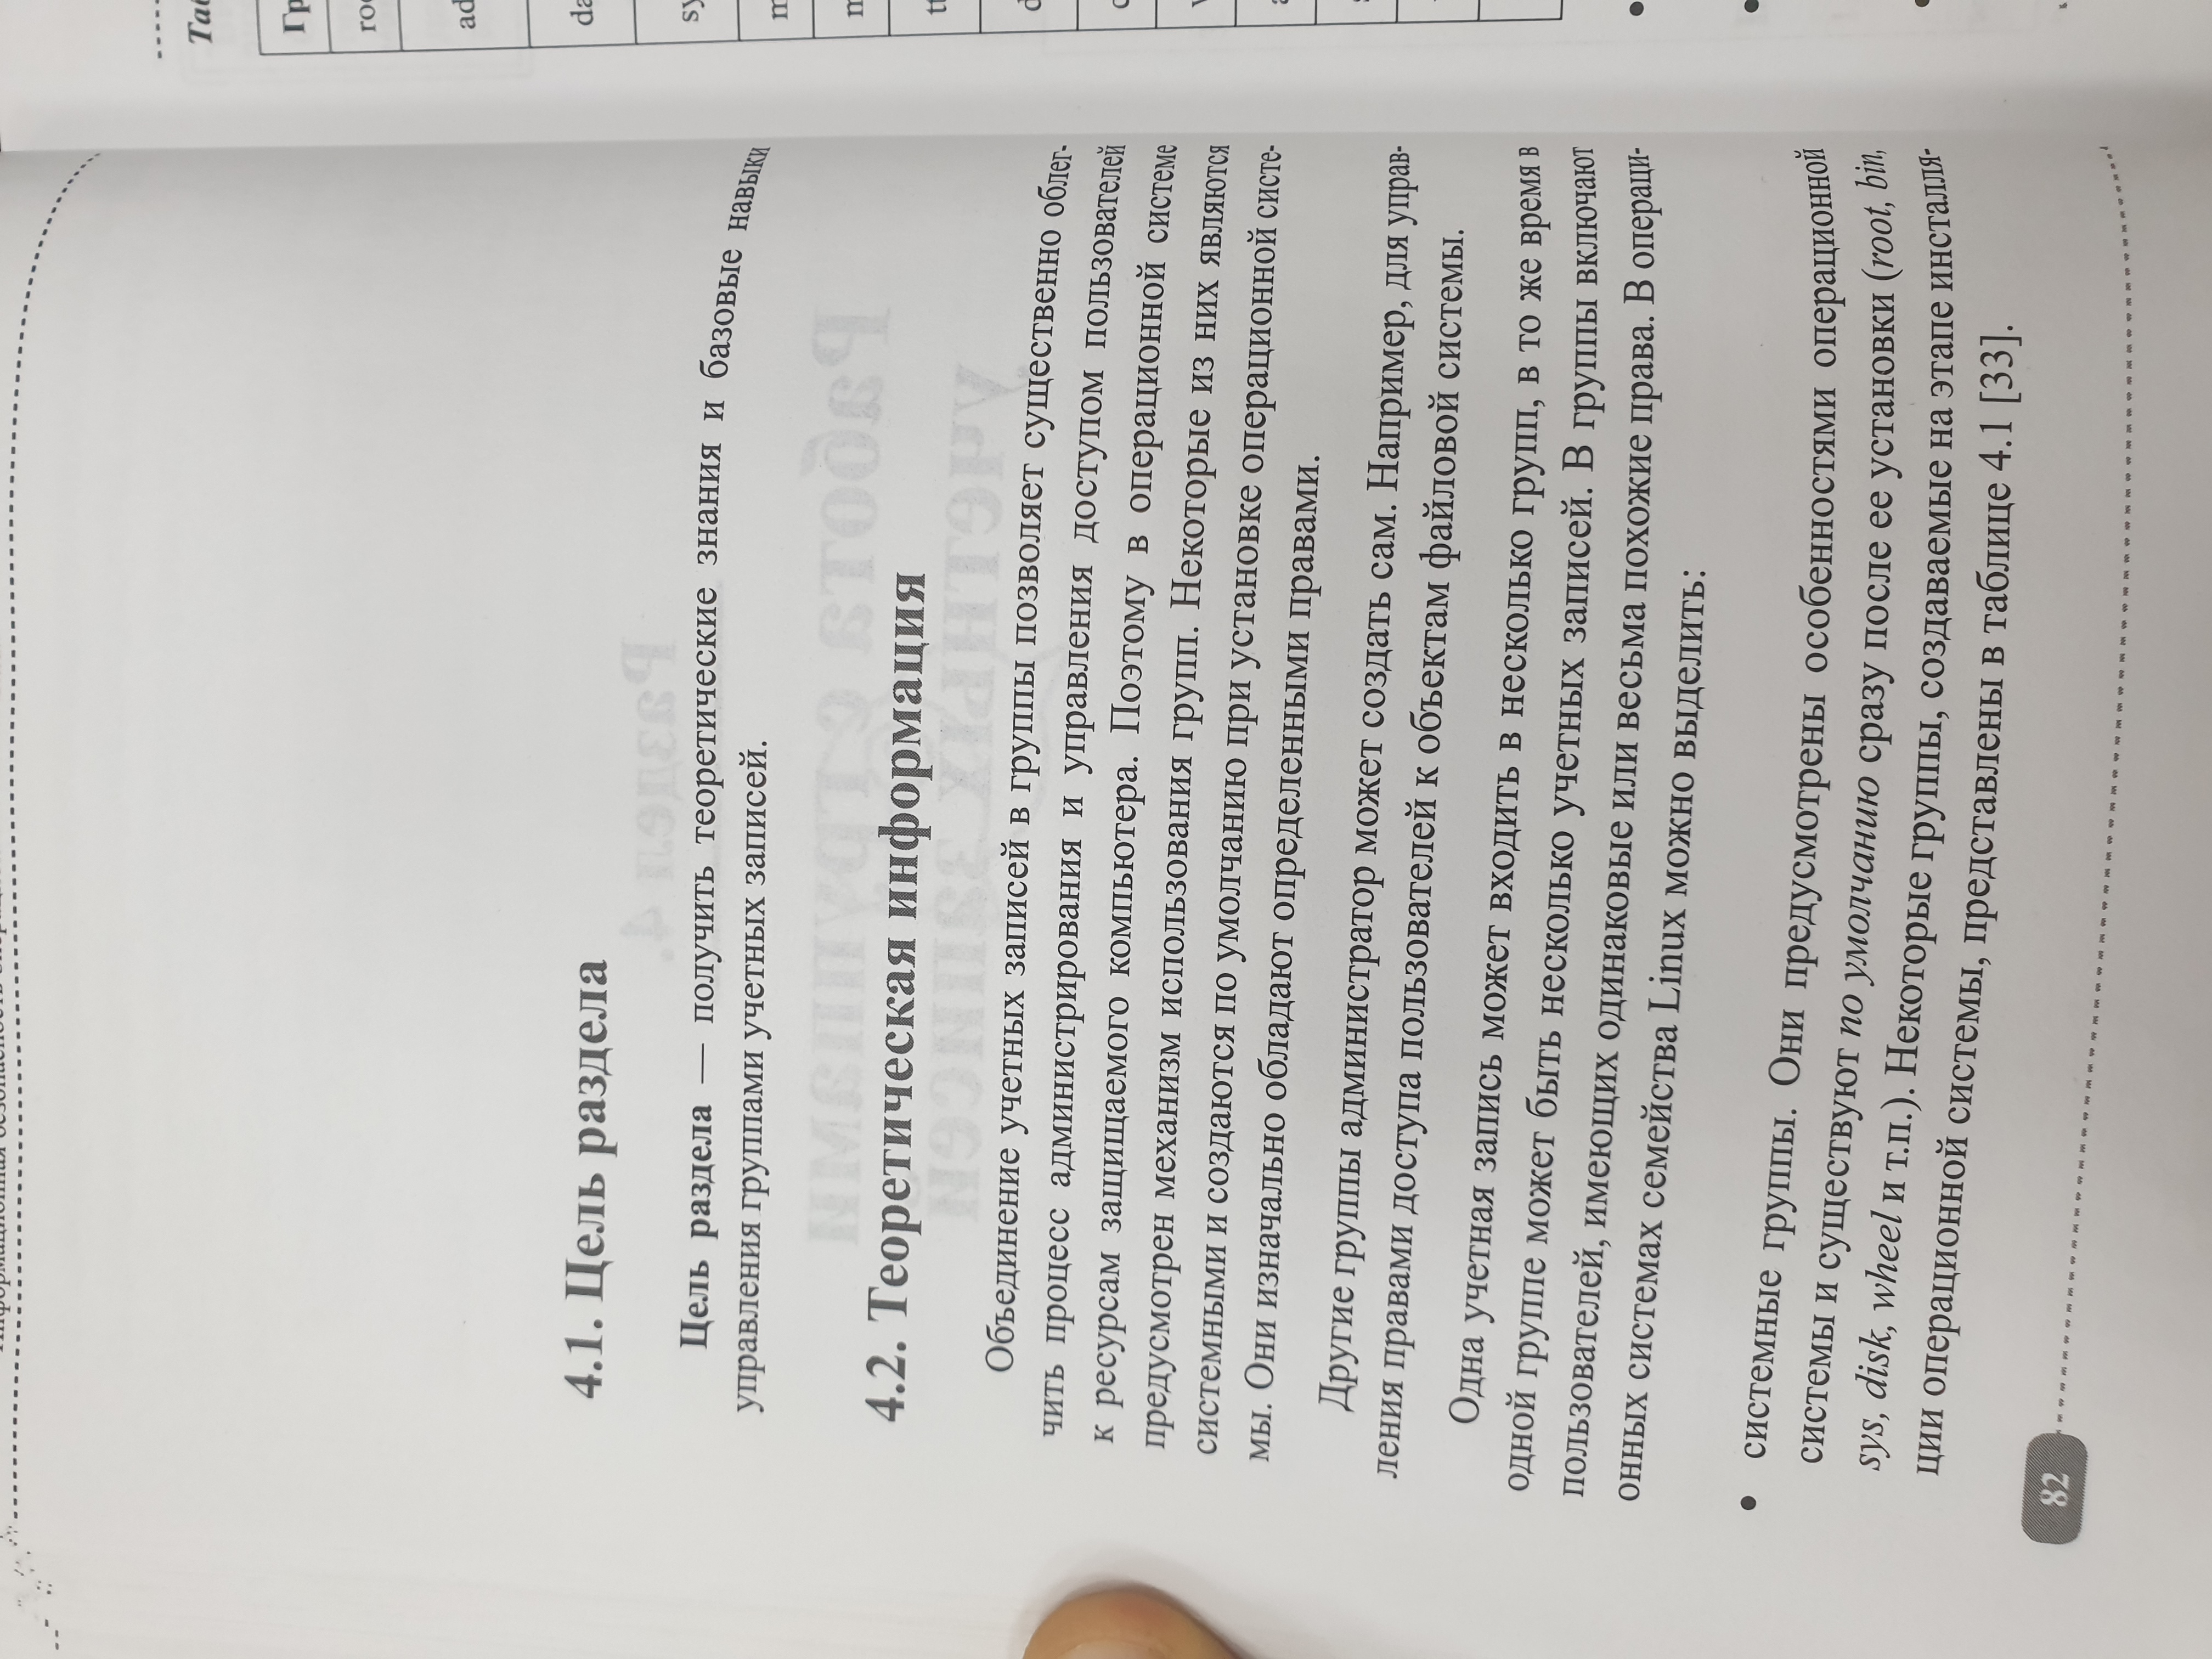 Информационная безопасность
4.1. Цель раздела
Цель раздела — получить теоретические знания и базовые навыки
управления группами учетных записей.
4.2. Теоретическая информация
Объединение учетных записей в группы позволяет существенно облег-
чить процесс администрирования и управления доступом пользователей
к ресурсам защищаемого компьютера. Поэтому в операционной системе
предусмотрен механизм использования групп. Некоторые из них являются
системными и создаются по умолчанию при установке операционной систе-
мы. Они изначально обладают определенными правами.
Другие группы администратор может создать сам. Например, для управ-
ления правами доступа пользователей к объектам файловой системы.
Одна учетная запись может входить в несколько групп, в то же время в
одной группе может быть несколько учетных записей. В группы включают
пользователей, имеющих одинаковые или весьма похожие права. В операци-
онных системах семейства Linux можно выделить:
• системные группы. Они предусмотрены особенностями операционной
системы и существуют по умолчанию сразу после ее установки (root, bin,
sys, disk, wheel и т.п.). Некоторые группы, создаваемые на этапе инсталля-
ции операционной системы, представлены в таблице 4.1 [33].
82